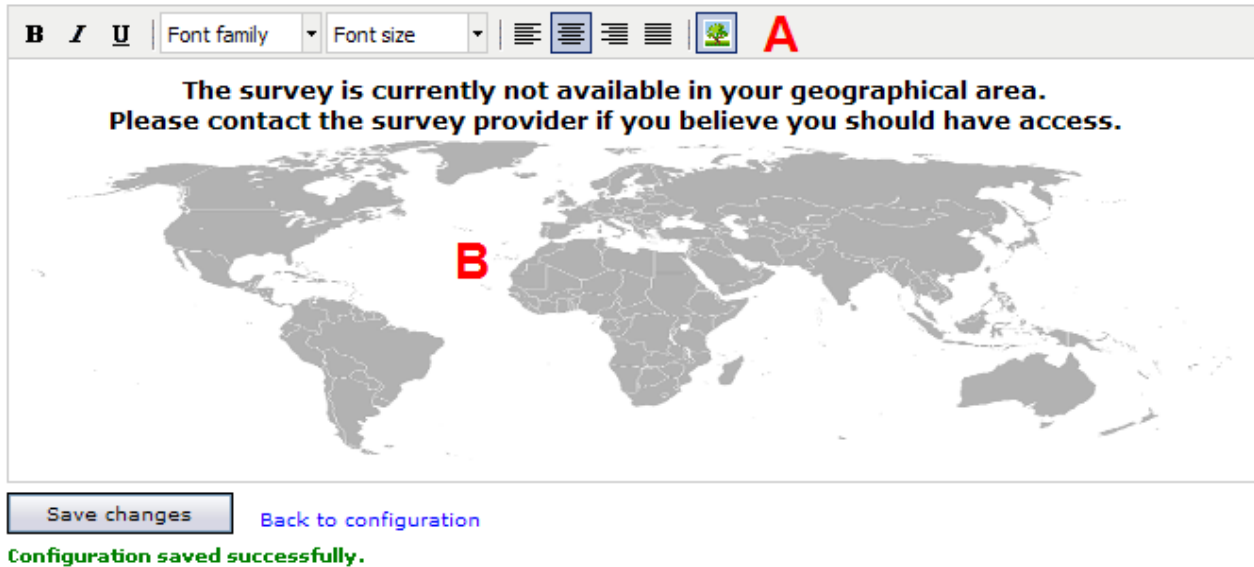 B I U Font family Font size A
The survey is currently not available in your geographical area.
Please contact the survey provider if you believe you should have access.
B
Save changes Back to configuration
Configuration saved successfully.